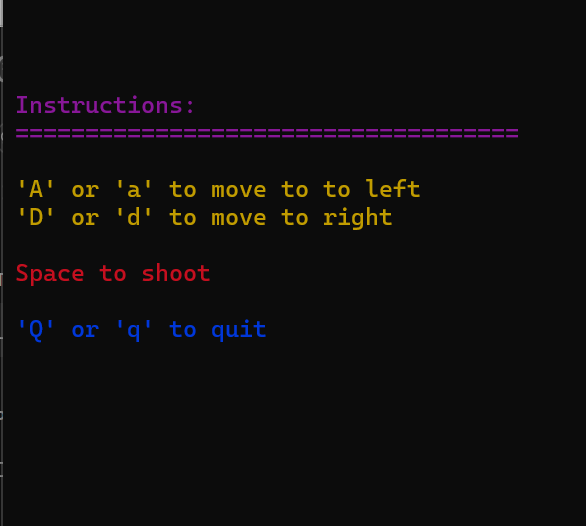 Instructions:
====================================
'A' or 'a' to move to to left
'D' or 'd' to move to right
Space to shoot
'Q' or 'q' to quit